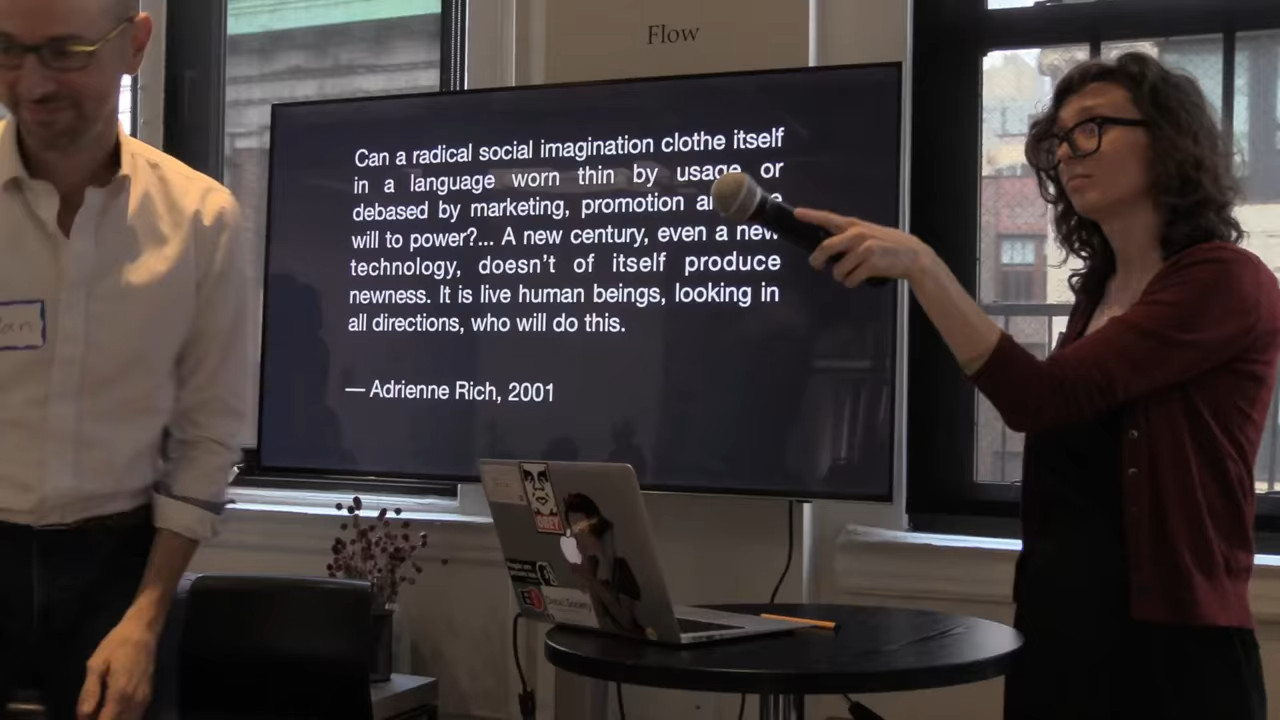 Flow
Can a radical social imagination clothe itself
in a language worn thin by usage or
debased by marketing, promotion
will to power?... A new century, even a new
technology, doesn't of itself produce
newness. It is live human beings, looking in
all directions, who will do this.
— Adrienne Rich, 2001
OBEY
Data&Society